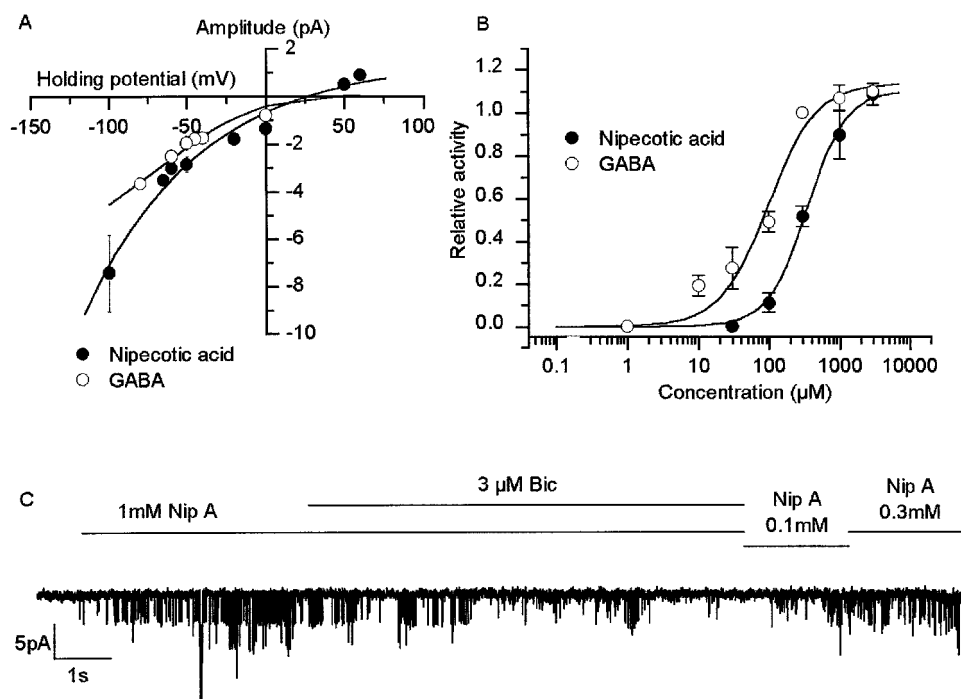 A
Amplitude (pA)
2
Holding potential (mV)
-150
-100
-50
50
100
-2
-4
-6
-8
-10
Nipecotic acid
GABA
B
1.2
1.0
0.8
0.6
0.4
0.2
0.0
Relative activity
Nipecotic acid
GABA
0.1
1
10
100
1000
10000
Concentration (µM)
C
3 µM Bic
1mM Nip A
Nip A
0.1mM
Nip A
0.3mM
5pA
1s